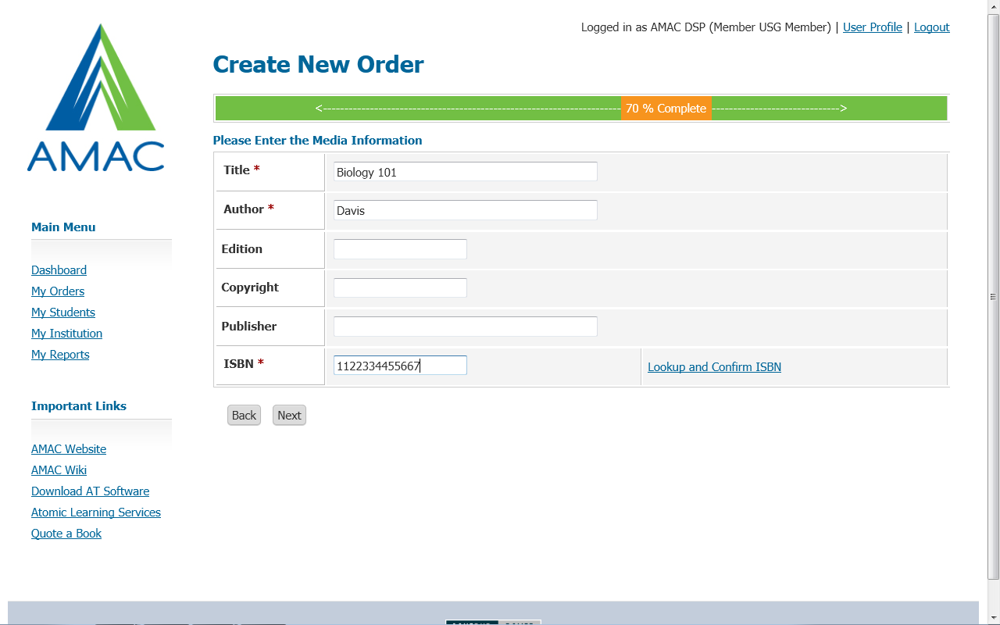 Logged in as AMAC DSP (Member USG Member) | User Profile | Logout
AMAC
Create New Order
<---------- 70 % Complete ---------->
Please Enter the Media Information
Title * Biology 101
Author * Davis
Edition
Copyright
Publisher
ISBN * 1122334455667 Lookup and Confirm ISBN
Back Next
Main Menu
Dashboard
My Orders
My Students
My Institution
My Reports
Important Links
AMAC Website
AMAC Wiki
Download AT Software
Atomic Learning Services
Quote a Book